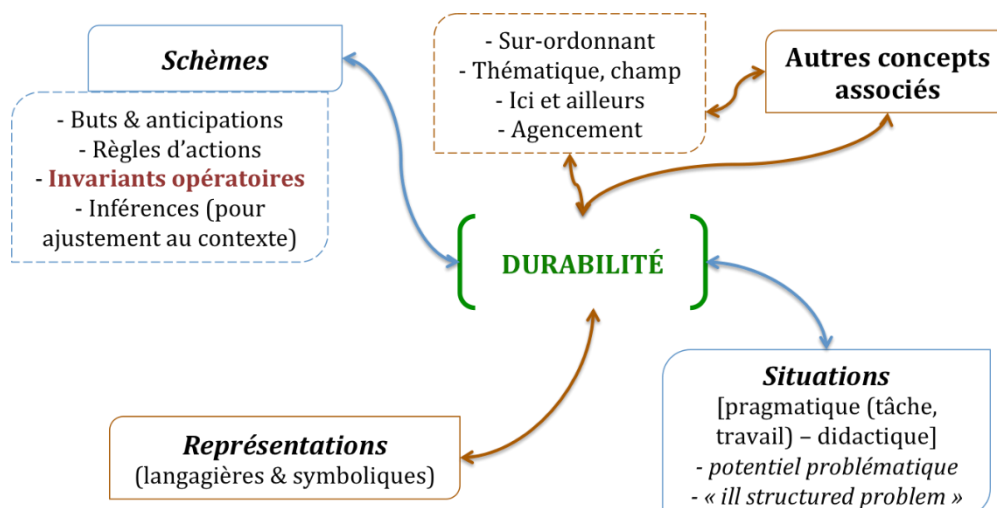 Schèmes
- Buts & anticipations
- Règles d’actions
- Invariants opératoires
- Inférences (pour
ajustement au contexte)
- Sur-ordonnant
- Thématique, champ
- Ici et ailleurs
- Agencement
Autres concepts
associés
DURABILITÉ
Représentations
(langagières & symboliques)
Situations
[pragmatique (tâche,
travail) – didactique]
- potentiel problématique
- « ill structured problem »